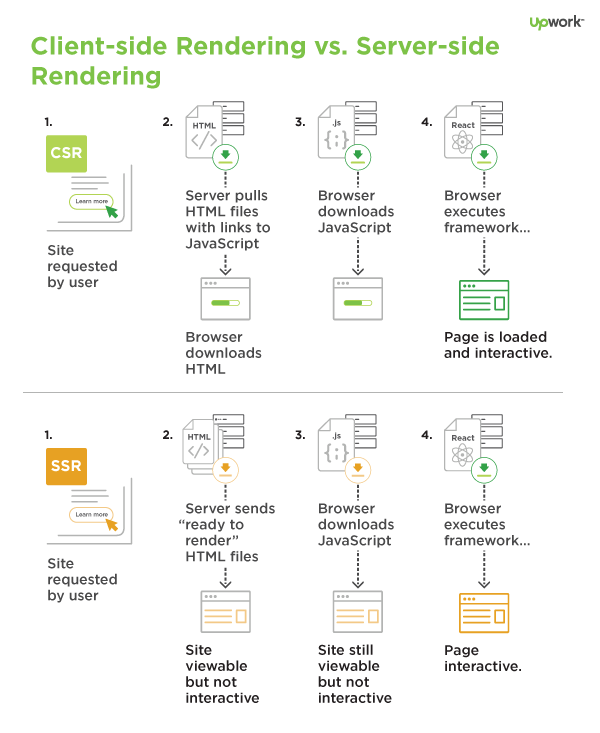 Upwork™
Client-side Rendering vs. Server-side
Rendering
1.
CSR
Learn more
Site
requested
by user
2.
HTML
</>
Server pulls
HTML files
with links to
JavaScript
Browser
downloads
HTML
3.
.js
{;}
Browser
downloads
JavaScript
4.
React
Browser
executes
framework...
Page is loaded
and interactive.
1.
SSR
Learn more
Site
requested
by user
2.
HTML
</>
Server sends
“ready to
render”
HTML files
Site
viewable
but not
interactive
3.
.js
{;}
Browser
downloads
JavaScript
Site still
viewable
but not
interactive
4.
React
Browser
executes
framework...
Page
interactive.